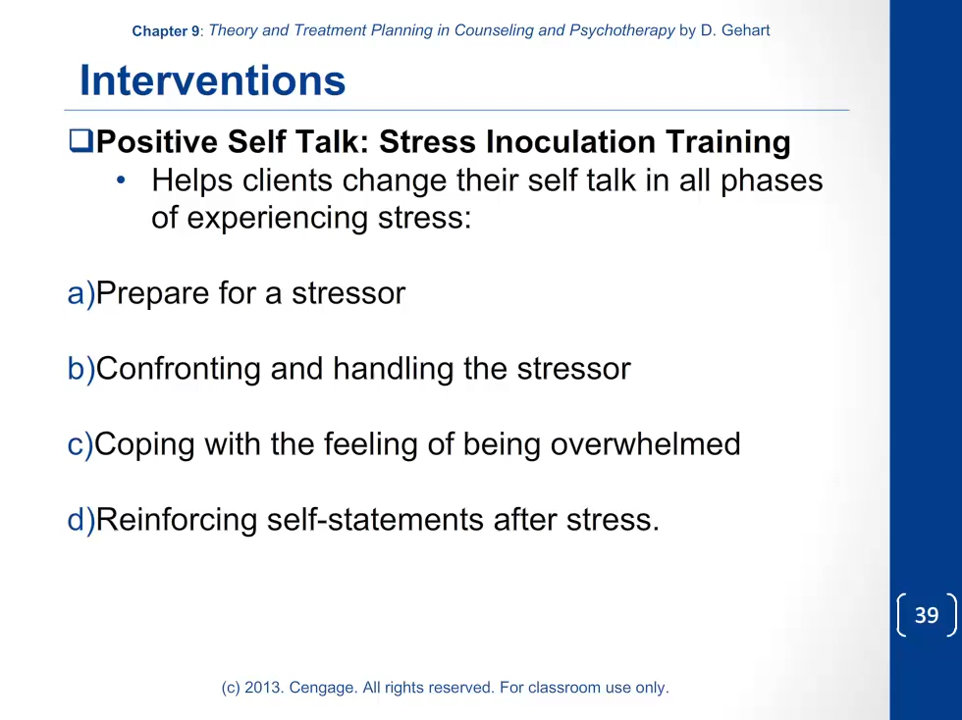 Chapter 9: Theory and Treatment Planning in Counseling and Psychotherapy by D. Gehart
Interventions
❑Positive Self Talk: Stress Inoculation Training
• Helps clients change their self talk in all phases
of experiencing stress:
a)Prepare for a stressor
b)Confronting and handling the stressor
c)Coping with the feeling of being overwhelmed
d)Reinforcing self-statements after stress.
39
(c) 2013. Cengage. All rights reserved. For classroom use only.